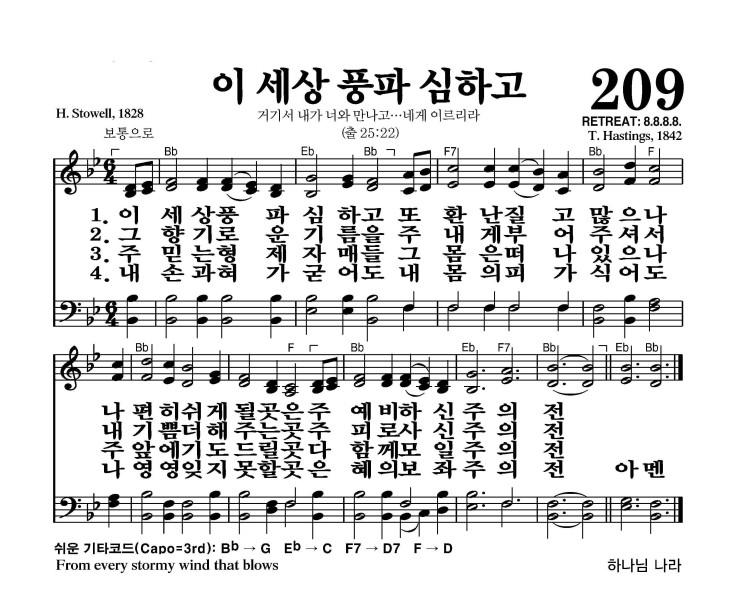 이 세상 풍파 심하고
209
H. Stowell, 1828
거기서 내가 너와 만나고…네게 이르리라
RETREAT: 8.8.8.8.
보통으로
(출 25:22)
T. Hastings, 1842
Bb Eb Bb F7 Bb F
6 4
1. 이 세 상풍 파 심 하고 또 환 난질 고 많 으나
2. 그 향 기로 운 기 름을 주 내 게부 어 주 셔서
3. 주 믿 는형 제 자 매들 그 몸 은떠 나 있 으나
4. 내 손 과혀 가 굳 어도 내 몸 의피 가 식 어도
6 4
Bb F Bb Eb F7 Bb Eb Bb
나 편 히쉬 게 될곳은주 예 비하 신 주 의 전
내 기 쁨더 해 주는곳주 피 로사 신 주 의 전
주 앞 에기 도 드릴곳다 함 께모 일 주 의 전
나 영 영잊 지 못할곳은 혜 의보 좌 주 의 전 아 멘
쉬운 기타코드(Capo=3rd): Bb → G Eb → C F7 → D7 F → D
From every stormy wind that blows
하나님 나라